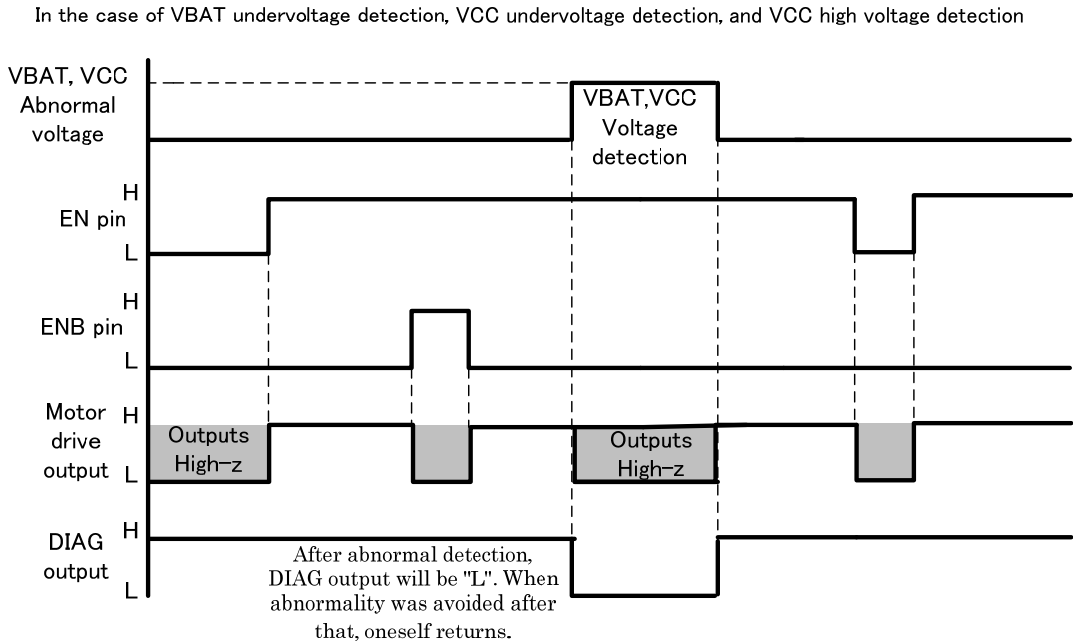 In the case of VBAT undervoltage detection, VCC undervoltage detection, and VCC high voltage detection
VBAT, VCC
Abnormal
voltage
VBAT,VCC
Voltage
detection
H
EN pin
L
H
ENB pin
L
Motor
drive
output
H
L
Outputs
High-z
Outputs
High-z
H
DIAG
output
L
After abnormal detection,
DIAG output will be "L". When
abnormality was avoided after
that, oneself returns.